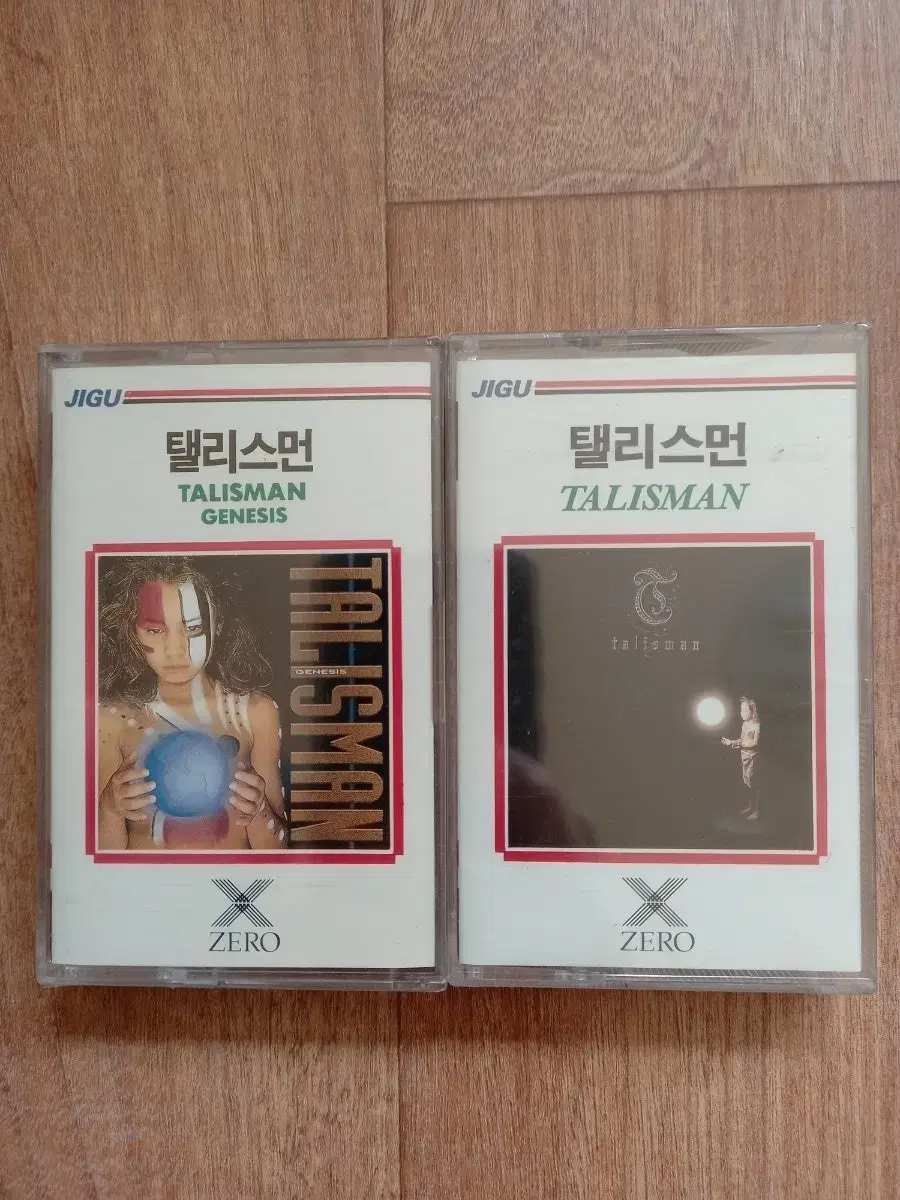 JIGU
탤리스먼
TALISMAN
GENESIS
TALISMAN
GENESIS
ZERO
JIGU
탤리스먼
TALISMAN
T
talisman
ZERO